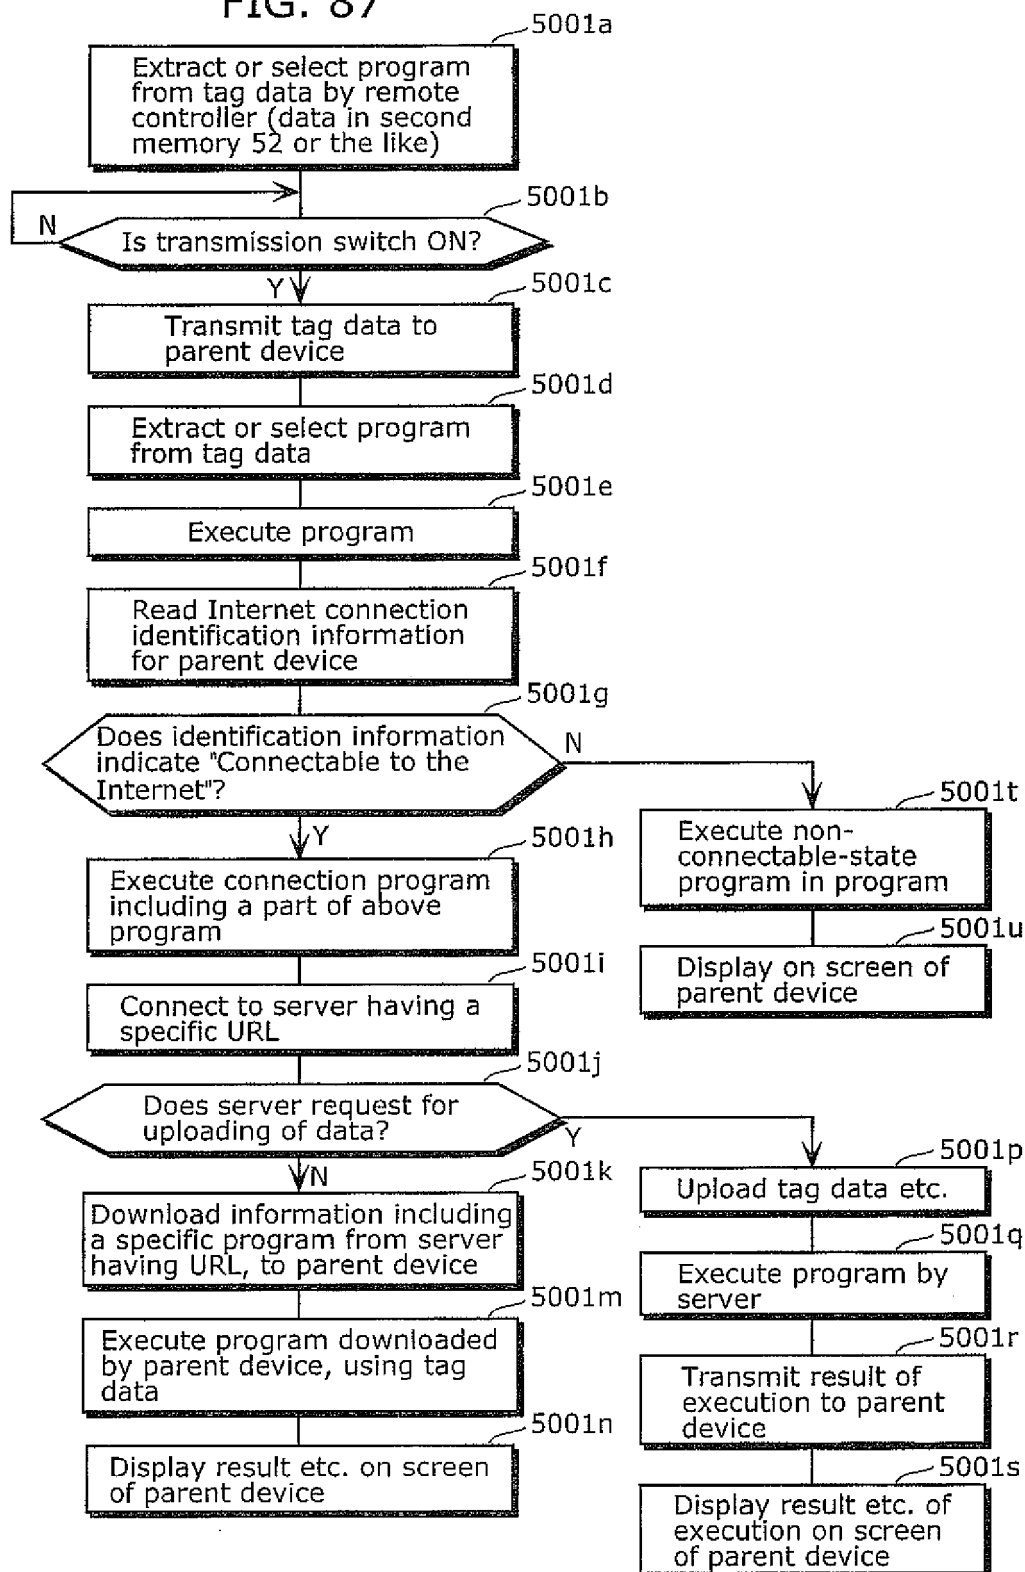 FIG. 87
5001a
Extract or select program
from tag data by remote
controller (data in second
memory 52 or the like)
5001b
N
Is transmission switch ON?
Y
5001c
Transmit tag data to
parent device
5001d
Extract or select program
from tag data
5001e
Execute program
5001f
Read Internet connection
identification information
for parent device
5001g
Does identification information
indicate "Connectable to the
Internet"?
N
Y
5001h
Execute connection program
including a part of above
program
5001i
Connect to server having a
specific URL
5001j
Does server request for
uploading of data?
Y
N
5001k
Download information including
a specific program from server
having URL, to parent device
5001m
Execute program downloaded
by parent device, using tag
data
5001n
Display result etc. on screen
of parent device
5001t
Execute non-
connectable-state
program in program
5001u
Display on screen of
parent device
5001p
Upload tag data etc.
5001q
Execute program by
server
5001r
Transmit result of
execution to parent
device
5001s
Display result etc. of
execution on screen
of parent device